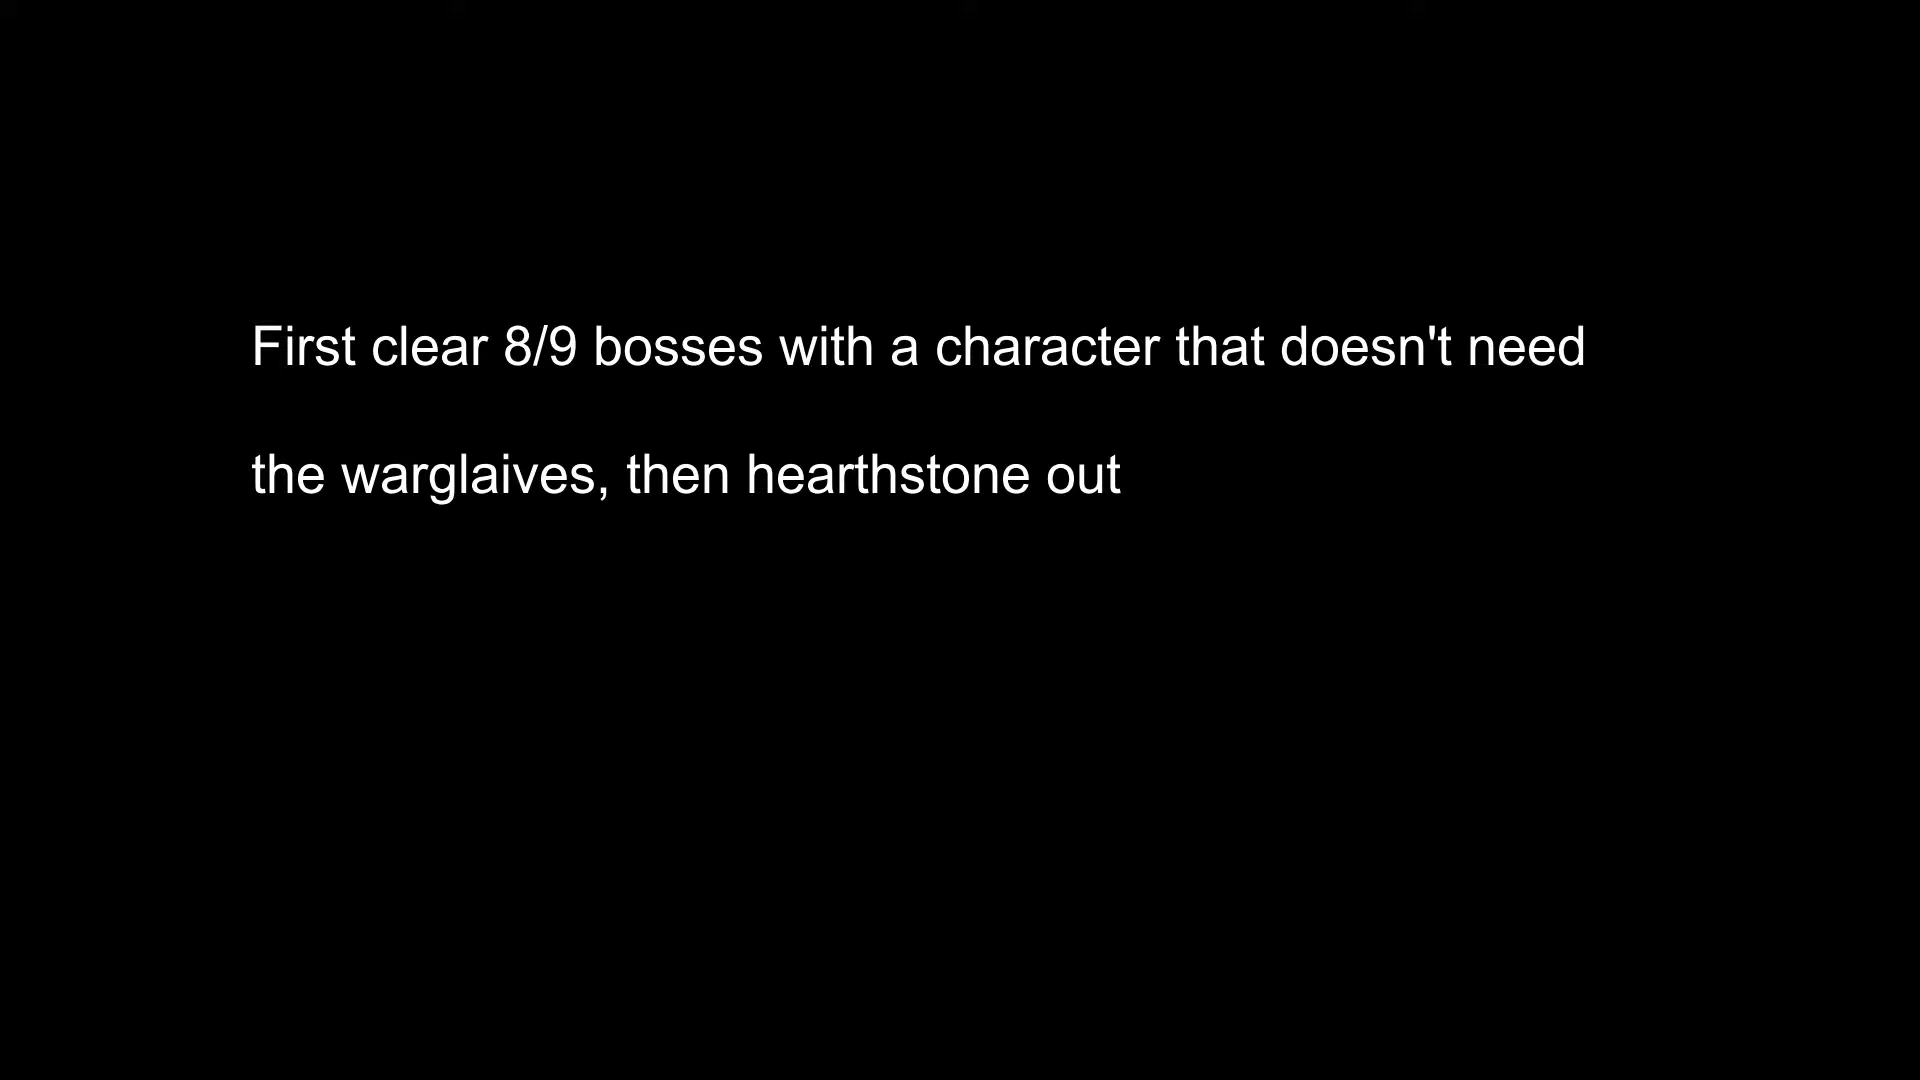 First clear 8/9 bosses with a character that doesn't need
the warglaives, then hearthstone out